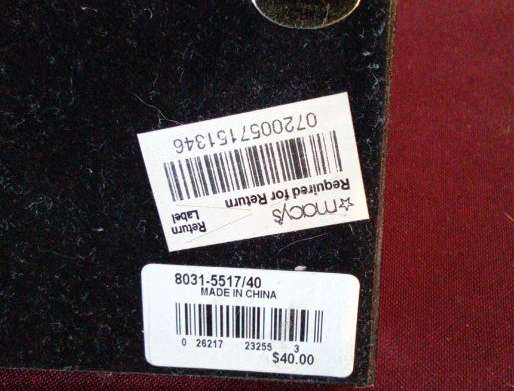 ☆macy's
Required for Return
Return
Label
0720057151346
8031-5517/40
MADE IN CHINA
0 26217 23255 3
$40.00